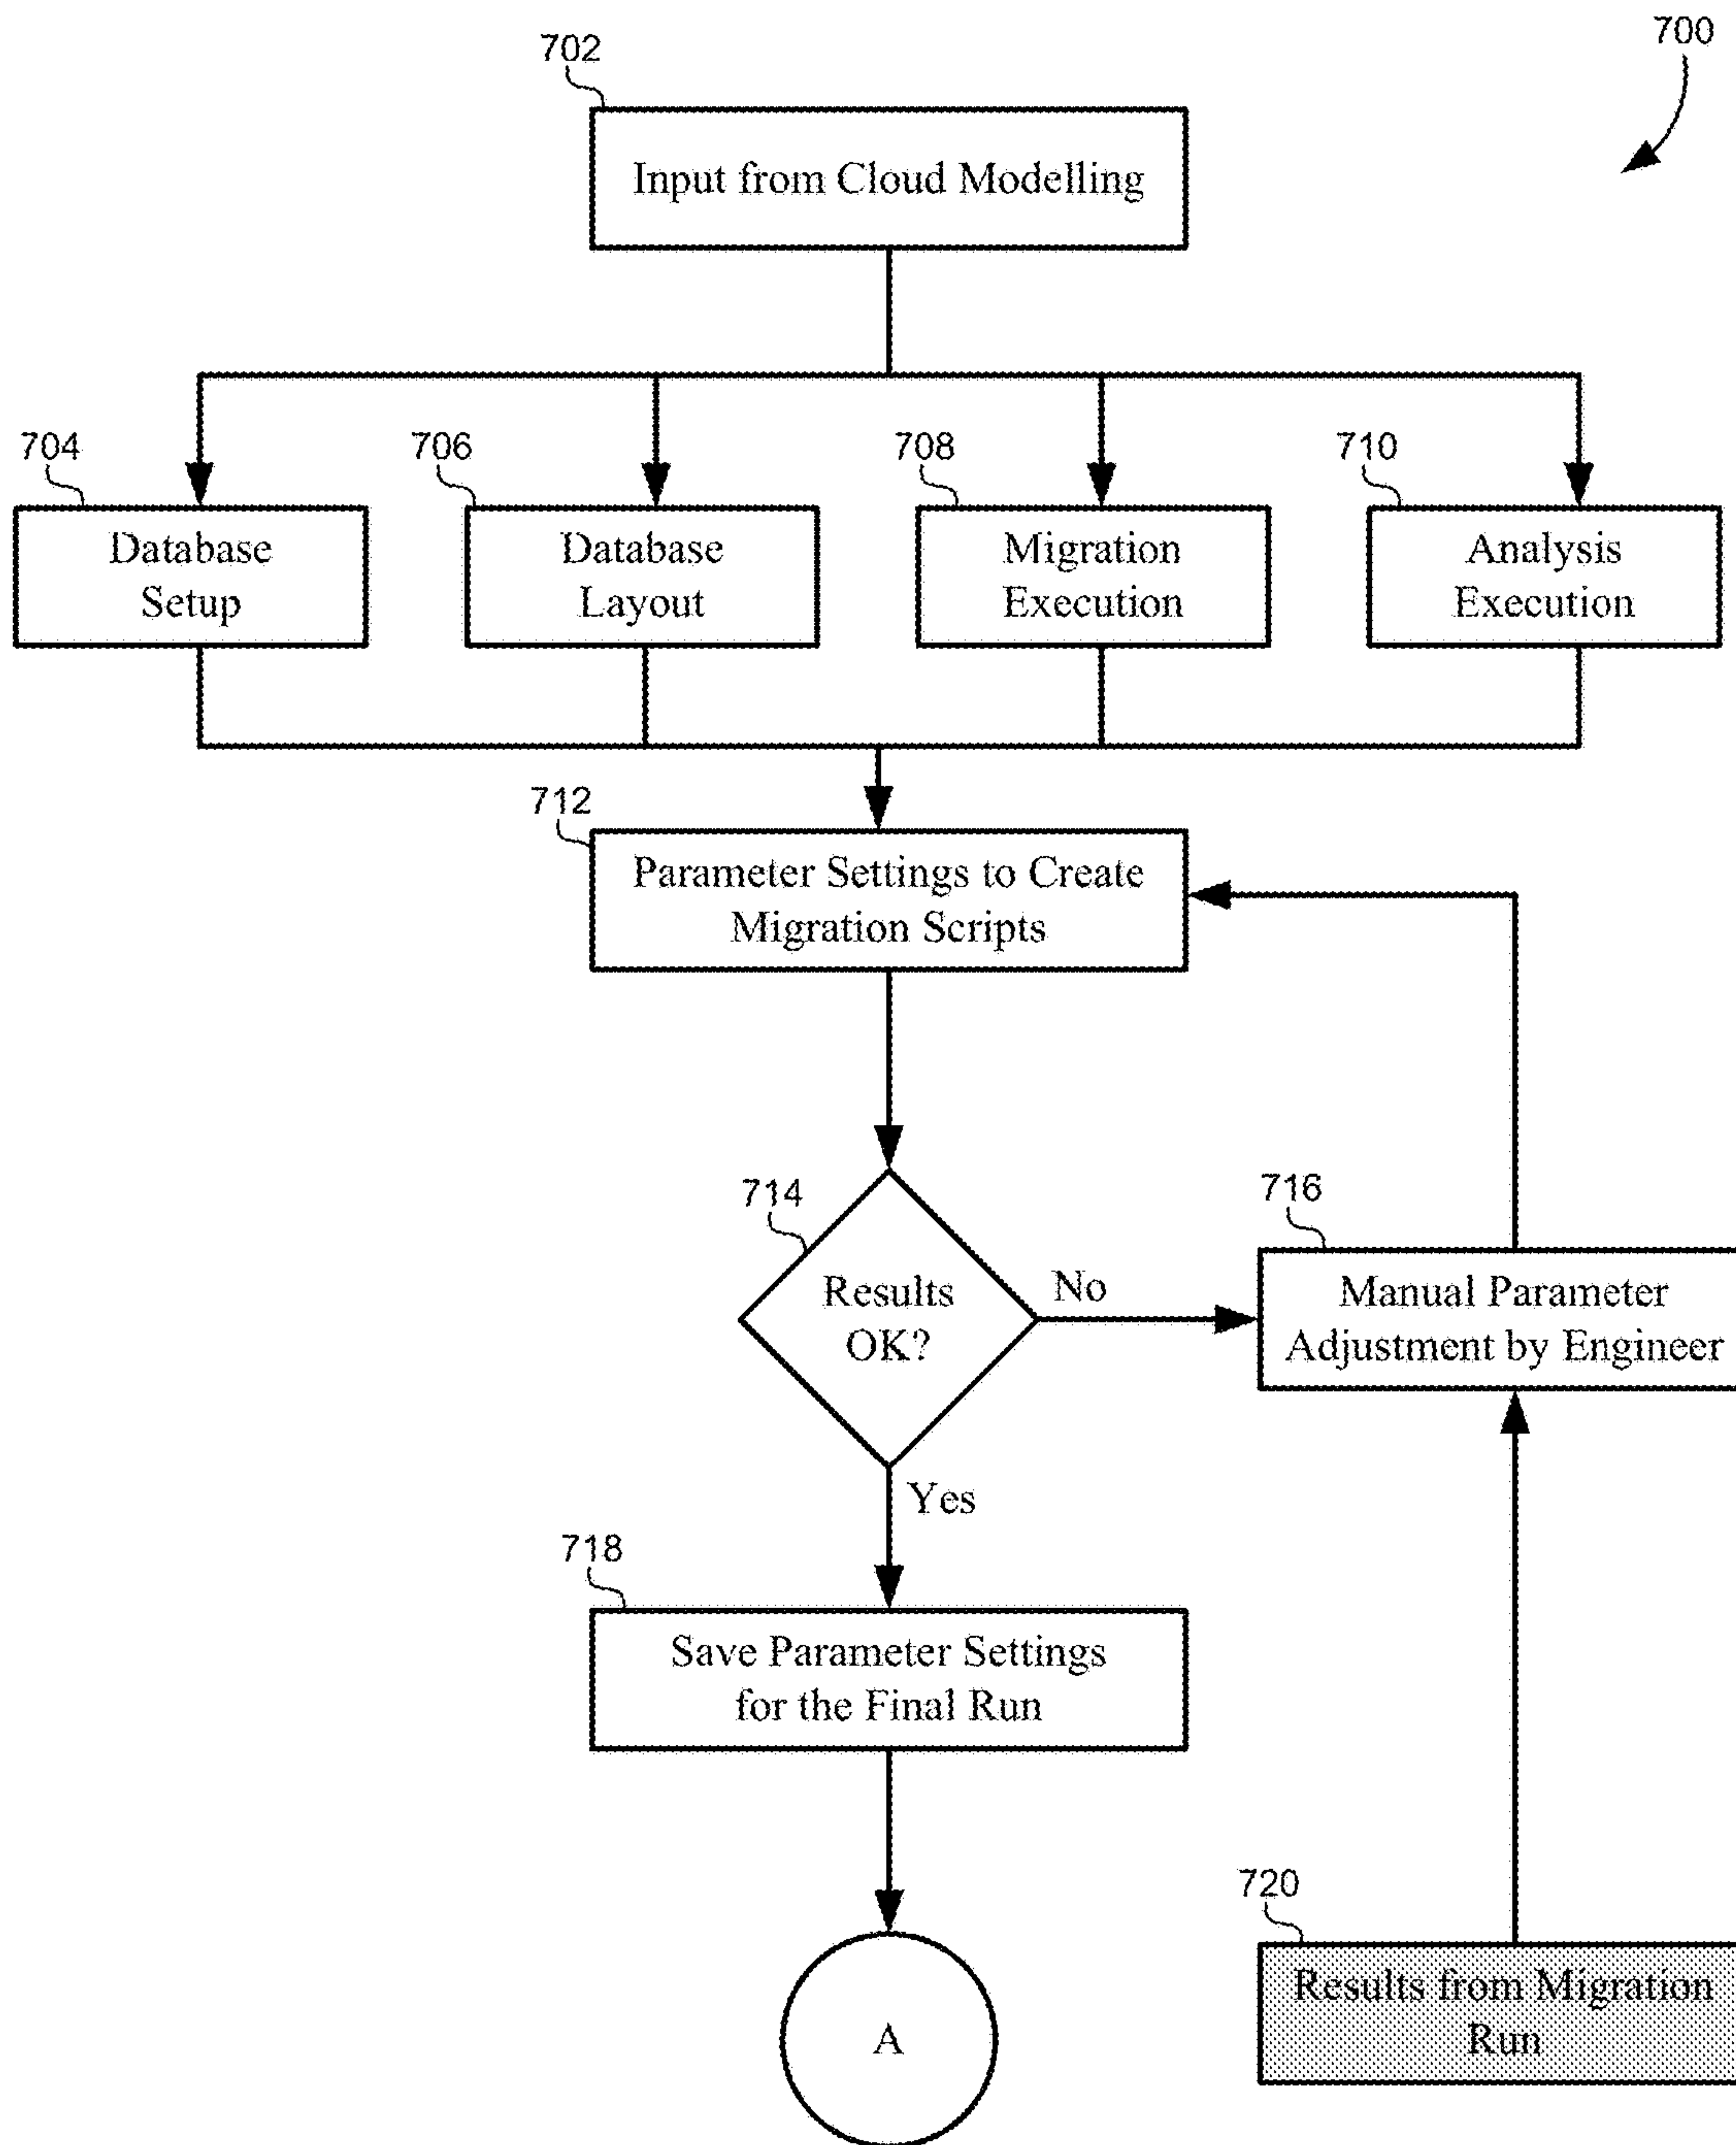 700
702
Input from Cloud Modelling
704
706
708
710
Database
Setup
Database
Layout
Migration
Execution
Analysis
Execution
712
Parameter Settings to Create
Migration Scripts
714
Results
OK?
No
716
Manual Parameter
Adjustment by Engineer
Yes
718
Save Parameter Settings
for the Final Run
A
720
Results from Migration
Run